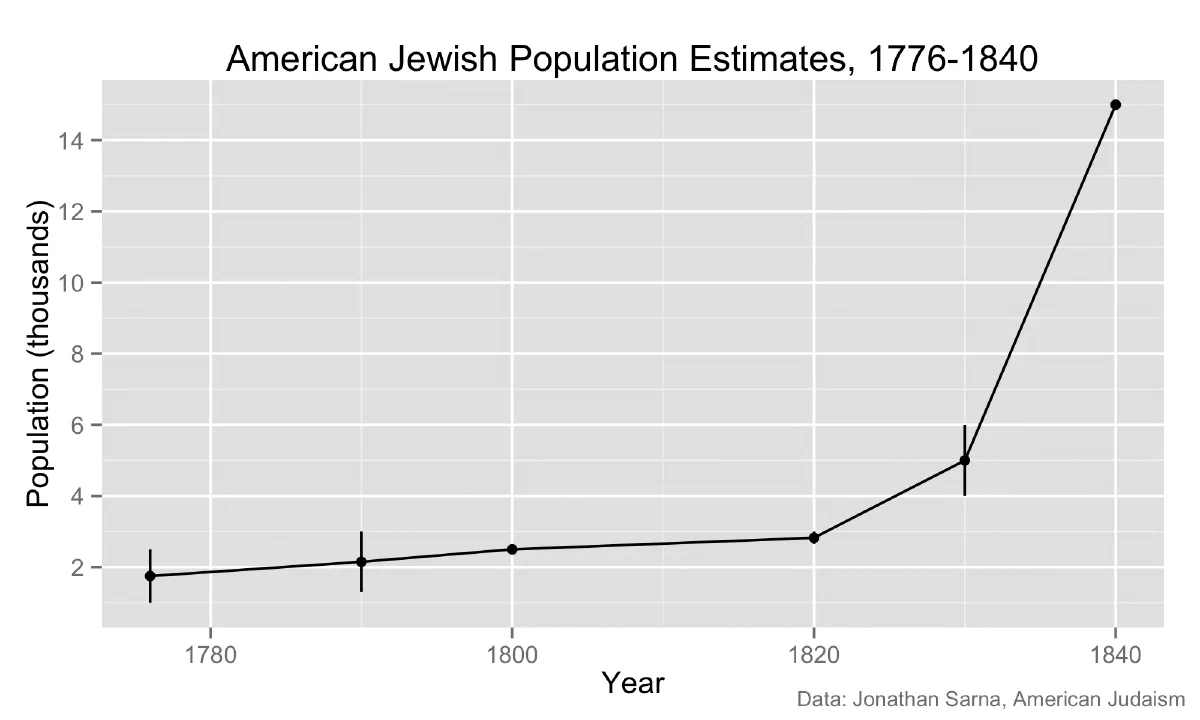 American Jewish Population Estimates, 1776-1840
Population (thousands)
14
12
10
8
6
4
2
1780 1800 1820 1840
Year
Data: Jonathan Sarna, American Judaism